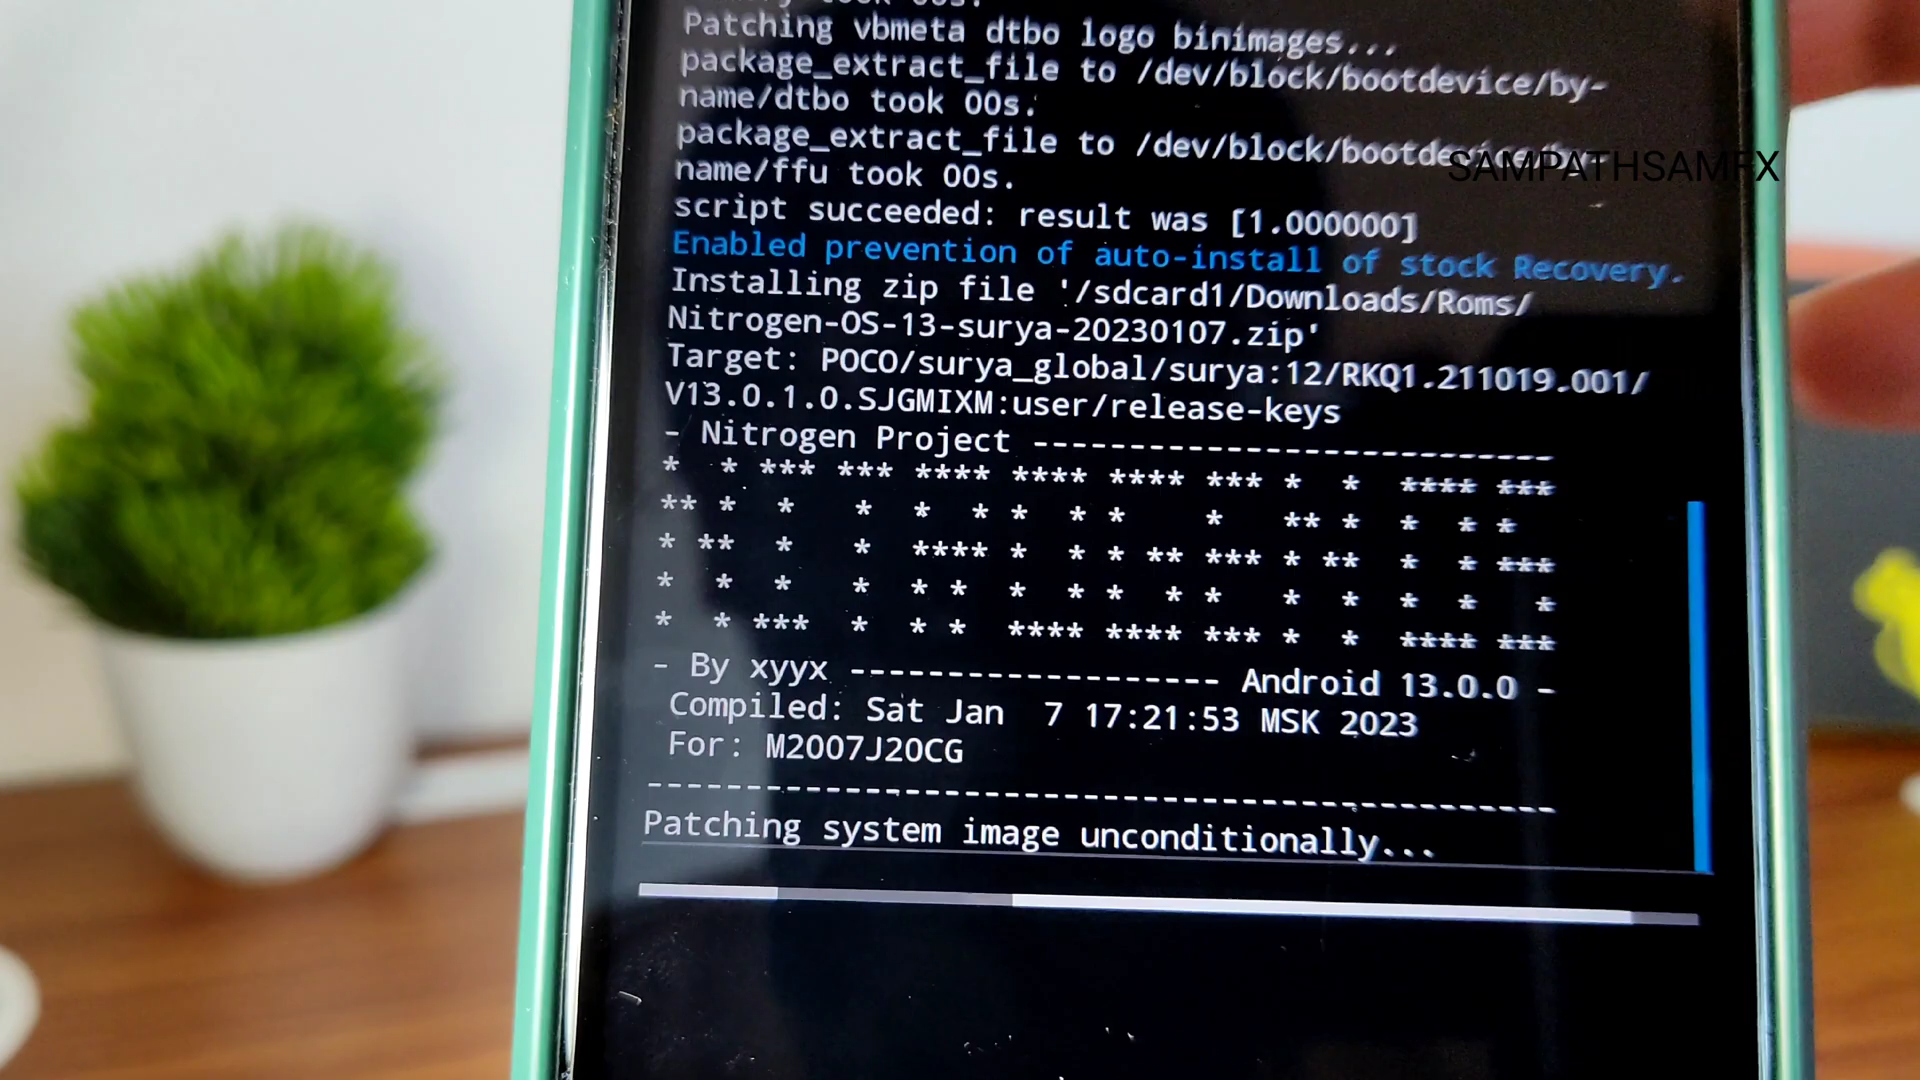 took 00s.
Patching vbmeta dtbo logo binimages...
package_extract_file to /dev/block/bootdevice/by-
name/dtbo took 00s.
package_extract_file to /dev/block/bootdevice/by-
SAMPATHSAMFX
name/ffu took 00s.
script succeeded: result was [1.000000]
Enabled prevention of auto-install of stock Recovery.
Installing zip file '/sdcard1/Downloads/Roms/
Nitrogen-OS-13-surya-20230107.zip'
Target: POCO/surya_global/surya:12/RKQ1.211019.001/
V13.0.1.0.SJGMIXM:user/release-keys
- Nitrogen Project ---------------------------
*  * *** *** **** **** **** *** *  *  **** ***
** *  *   *  *  * *  * *    *   ** *  *  * *
* **  *   *  **** *  * * ** *** * **  *  * ***
*  *  *   *  * *  *  * *  * *   *  *  *  *   *
*  * ***  *  * *  **** **** *** *  *  **** ***
- By xyyx ------------------- Android 13.0.0 -
Compiled: Sat Jan  7 17:21:53 MSK 2023
For: M2007J20CG
----------------------------------------------
Patching system image unconditionally...